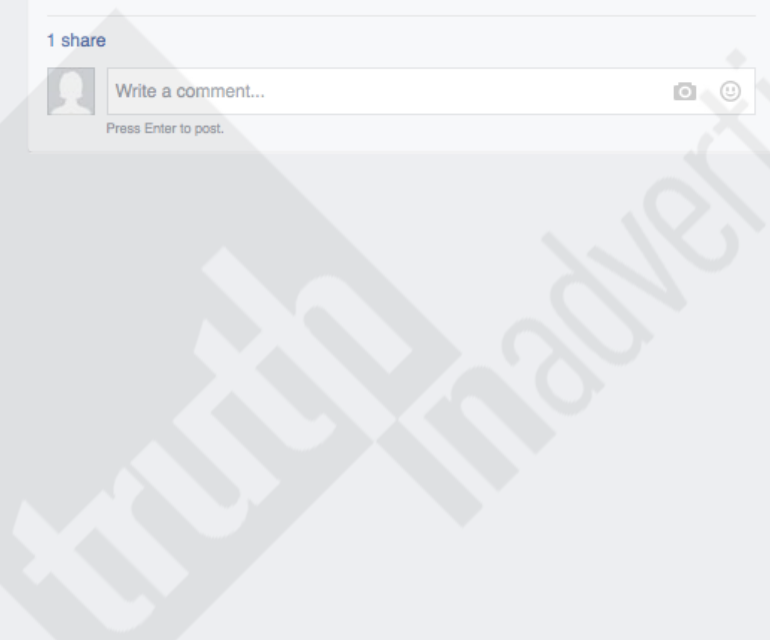 1 share
Write a comment...
Press Enter to post.
truth
inadverti